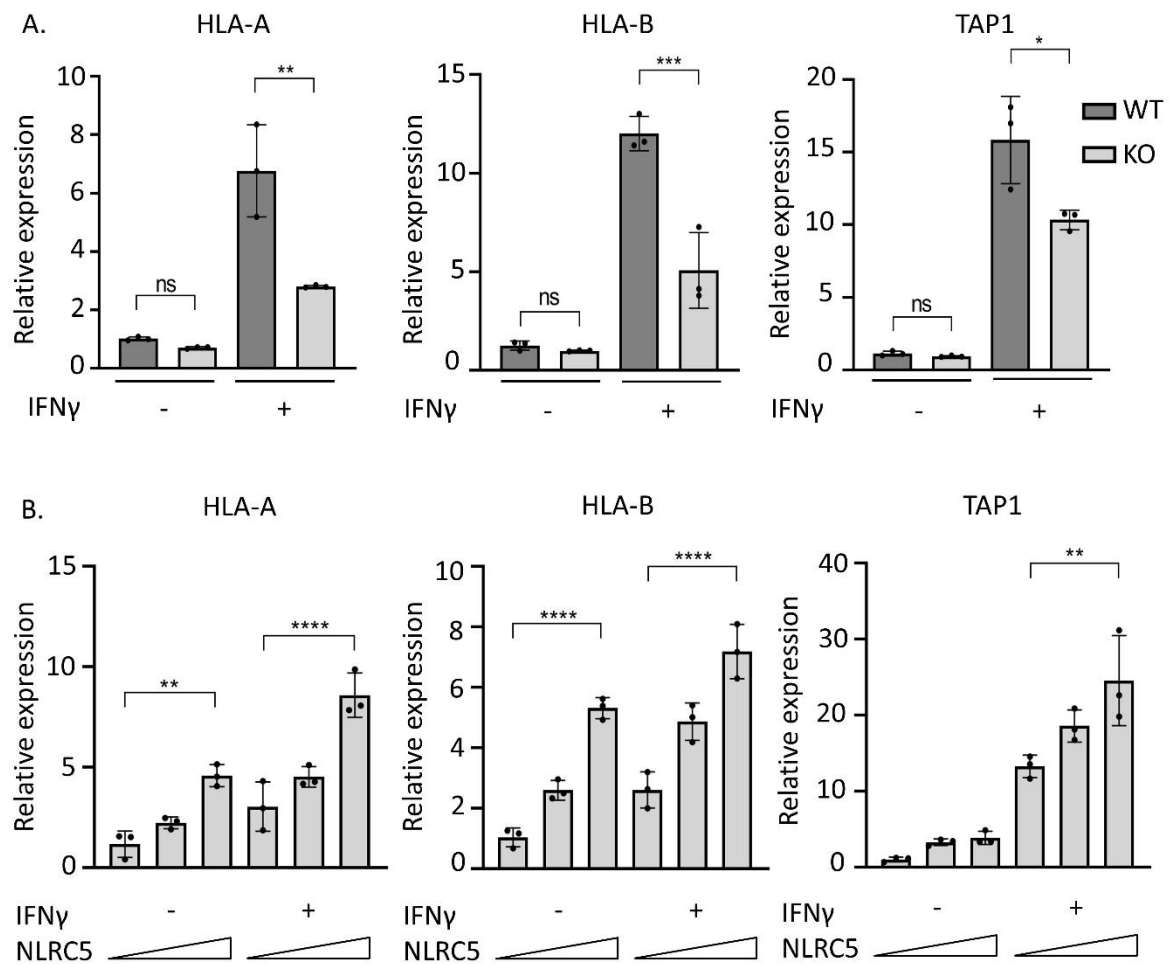 A.
HLA-A
HLA-B
TAP1
Relative expression
10
8
6
4
2
0
ns
**
IFNγ
-
+
Relative expression
15
10
5
0
ns
***
-
+
Relative expression
20
15
10
5
0
ns
*
-
+
WT
KO
B.
HLA-A
HLA-B
TAP1
Relative expression
15
10
5
0
**
****
IFNγ
-
+
NLRC5
Relative expression
10
8
6
4
2
0
****
****
IFNγ
-
+
NLRC5
Relative expression
40
30
20
10
0
**
IFNγ
-
+
NLRC5